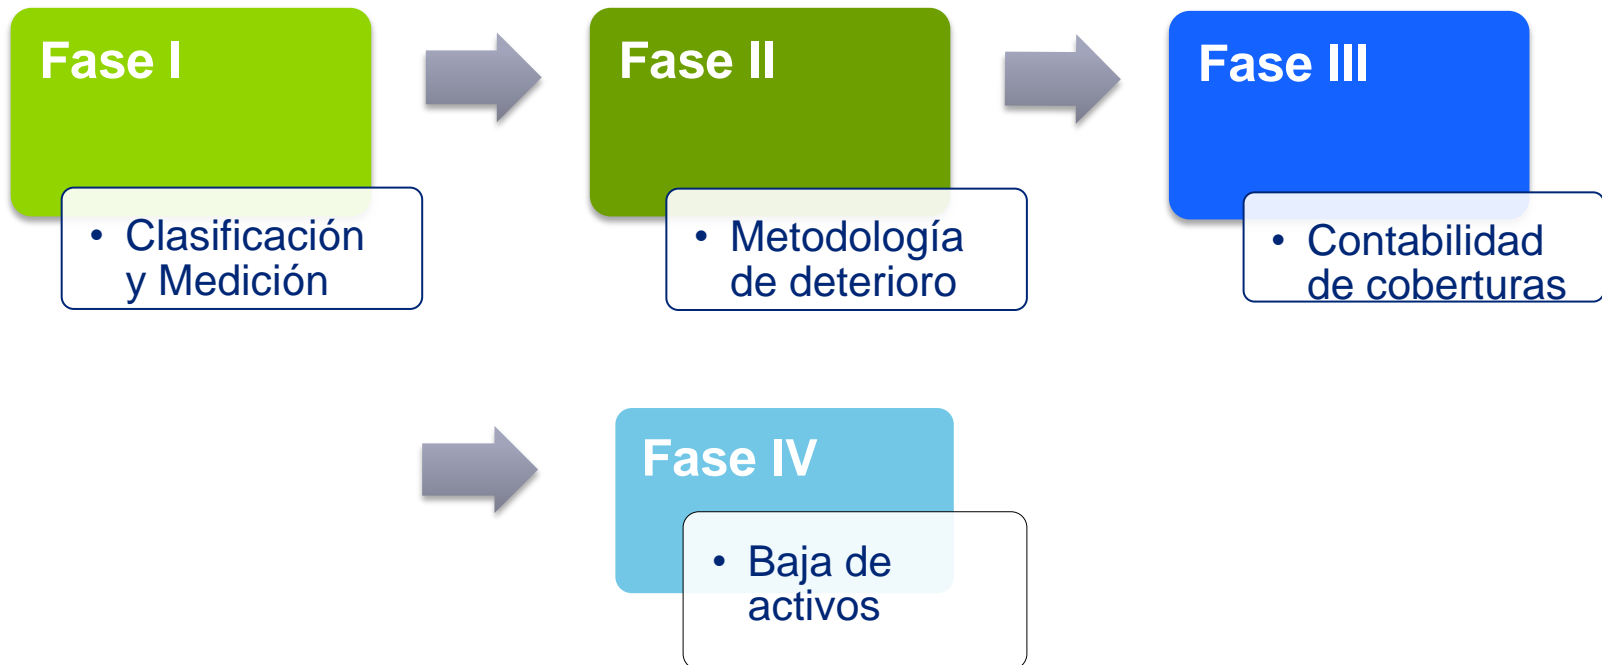 Fase I
• Clasificación
y Medición
Fase II
• Metodología
de deterioro
Fase III
• Contabilidad
de coberturas
Fase IV
• Baja de
activos